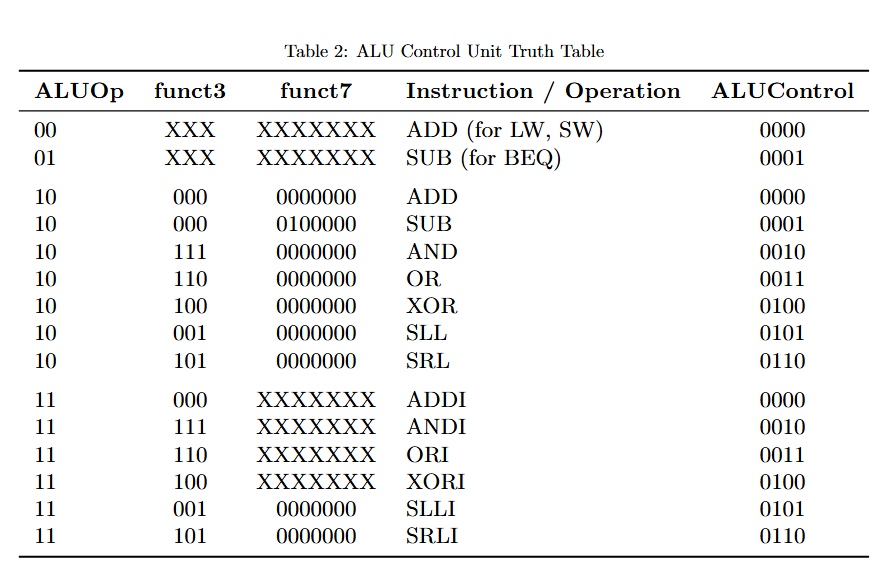 Table 2: ALU Control Unit Truth Table
ALUOp funct3 funct7 Instruction / Operation ALUControl
00 XXX XXXXXXX ADD (for LW, SW) 0000
01 XXX XXXXXXX SUB (for BEQ) 0001
10 000 0000000 ADD 0000
10 000 0100000 SUB 0001
10 111 0000000 AND 0010
10 110 0000000 OR 0011
10 100 0000000 XOR 0100
10 001 0000000 SLL 0101
10 101 0000000 SRL 0110
11 000 XXXXXXX ADDI 0000
11 111 XXXXXXX ANDI 0010
11 110 XXXXXXX ORI 0011
11 100 XXXXXXX XORI 0100
11 001 0000000 SLLI 0101
11 101 0000000 SRLI 0110